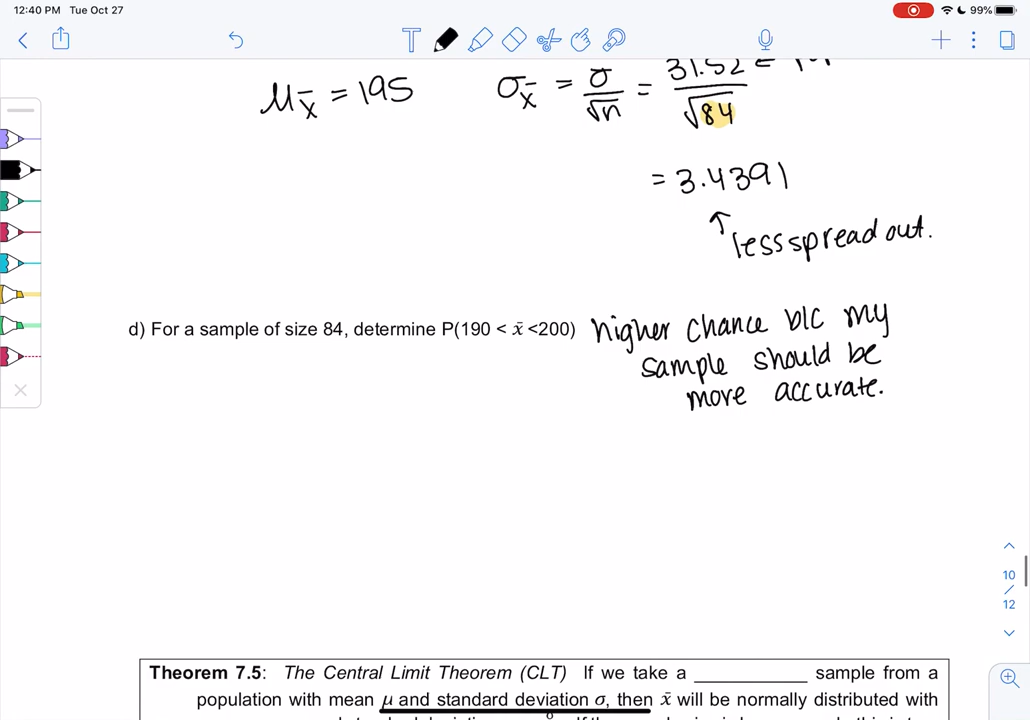 12:40 PM Tue Oct 27
99%
T
31.52 =
μx̄ = 195 σx̄ = σ/√n = 31.52/√84
= 3.4391
↑ less spread out.
d) For a sample of size 84, determine P(190 < x̄ <200) higher chance b/c my
sample should be
more accurate.
10
/
12
Theorem 7.5: The Central Limit Theorem (CLT) If we take a __________ sample from a
population with mean μ and standard deviation σ, then x̄ will be normally distributed with